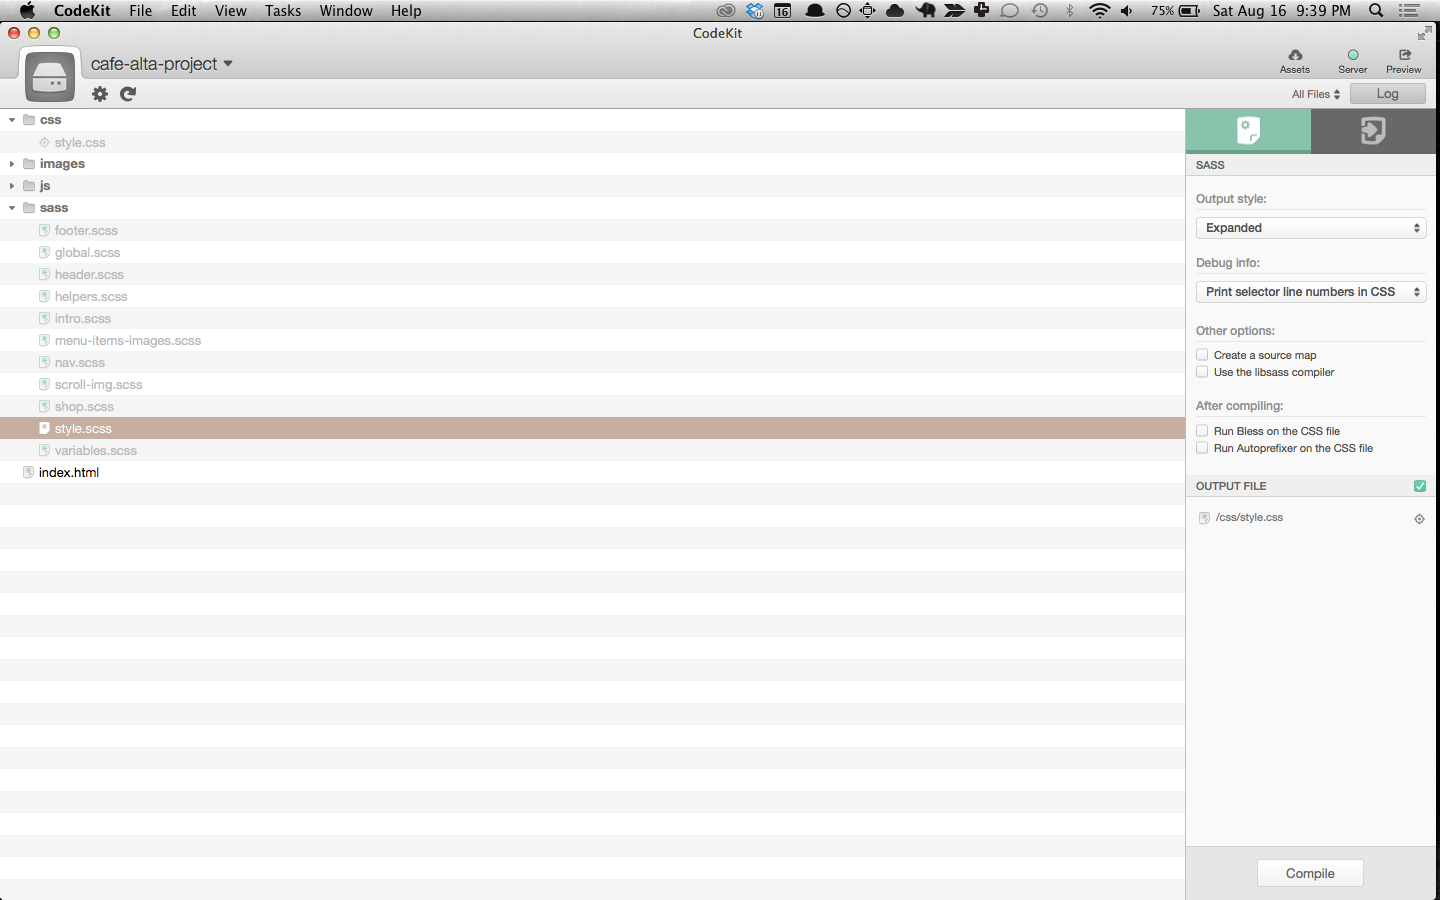 CodeKit File Edit View Tasks Window Help 16 75% Sat Aug 16 9:39 PM
CodeKit
cafe-alta-project
Assets Server Preview
All Files Log
css
style.css
images
js
sass
footer.scss
global.scss
header.scss
helpers.scss
intro.scss
menu-items-images.scss
nav.scss
scroll-img.scss
shop.scss
style.scss
variables.scss
index.html
SASS
Output style:
Expanded
Debug info:
Print selector line numbers in CSS
Other options:
Create a source map
Use the libsass compiler
After compiling:
Run Bless on the CSS file
Run Autoprefixer on the CSS file
OUTPUT FILE
/css/style.css
Compile